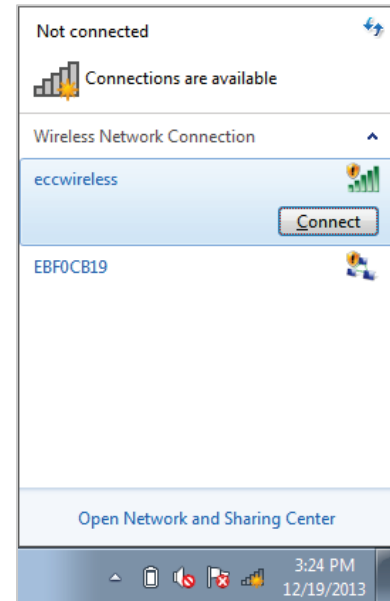 Not connected
Connections are available
Wireless Network Connection
eccwireless
Connect
EBF0CB19
Open Network and Sharing Center
3:24 PM
12/19/2013